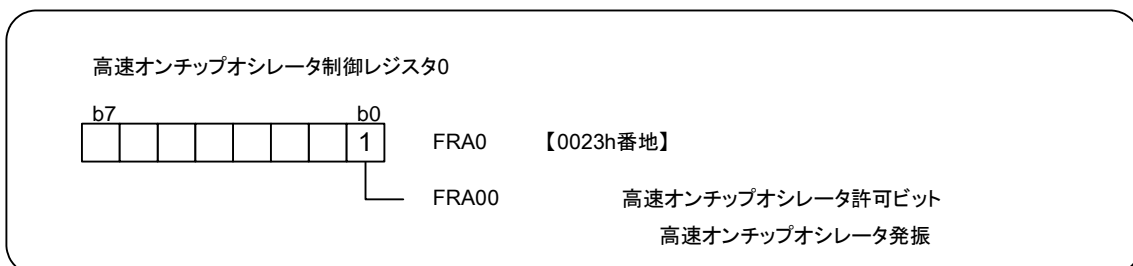 高速オンチップオシレータ制御レジスタ0
b7 b0
1 FRA0 【0023h番地】
FRA00 高速オンチップオシレータ許可ビット
高速オンチップオシレータ発振